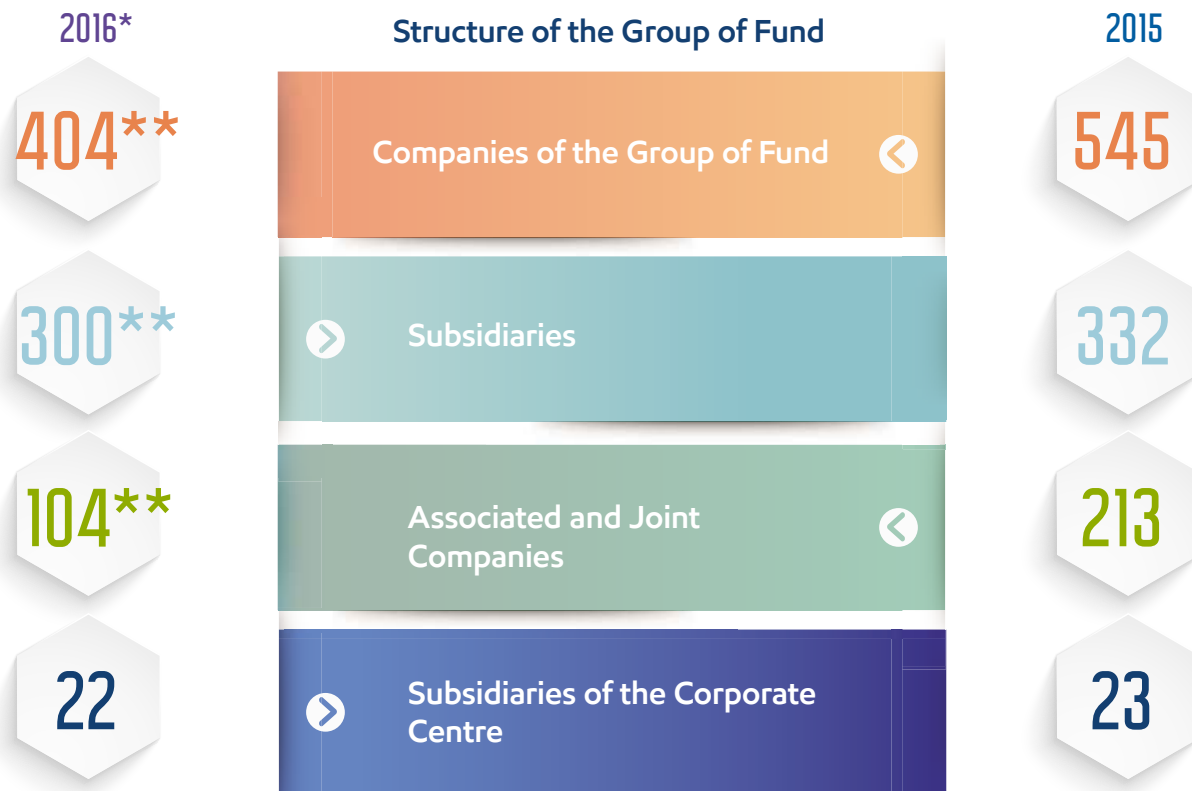 2016*
Structure of the Group of Fund
2015
404**
Companies of the Group of Fund
545
300**
Subsidiaries
332
104**
Associated and Joint
Companies
213
22
Subsidiaries of the Corporate
Centre
23